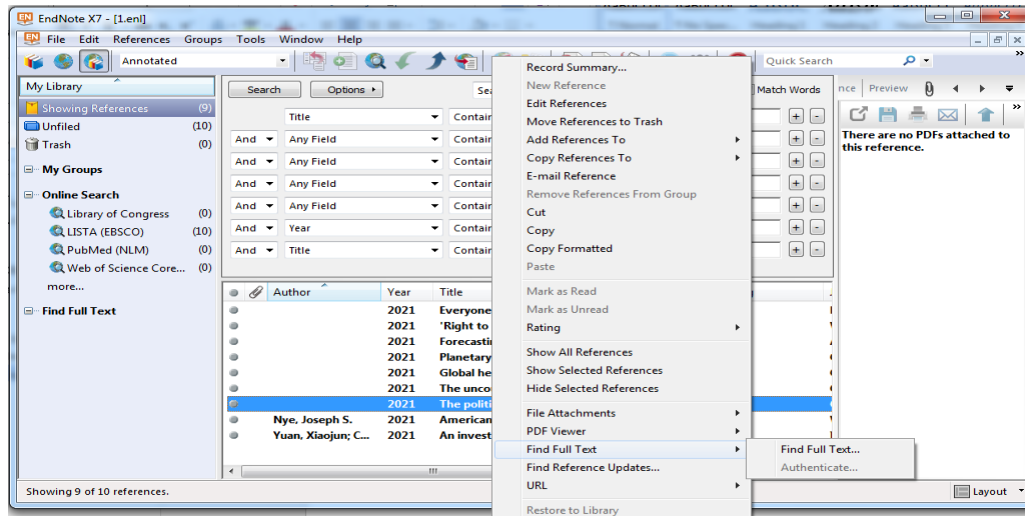 EndNote X7 - [1.enl]
File Edit References Groups Tools Window Help
Annotated
Quick Search
My Library
Search Options
Match Words
Preview
Showing References (9)
Unfiled (10)
Trash (0)
My Groups
Online Search
Library of Congress (0)
LISTA (EBSCO) (10)
PubMed (NLM) (0)
Web of Science Core... (0)
more...
Find Full Text
Title Contain
And Any Field Contain
And Any Field Contain
And Any Field Contain
And Any Field Contain
And Year Contain
And Title Contain
Author Year Title
2021 Everyone
2021 'Right to
2021 Forecasti
2021 Planetary
2021 Global he
2021 The unco
2021 The politi
Nye, Joseph S. 2021 American
Yuan, Xiaojun; C... 2021 An invest
Record Summary...
New Reference
Edit References
Move References to Trash
Add References To
Copy References To
E-mail Reference
Remove References From Group
Cut
Copy
Copy Formatted
Paste
Mark as Read
Mark as Unread
Rating
Show All References
Show Selected References
Hide Selected References
File Attachments
PDF Viewer
Find Full Text
Find Reference Updates...
URL
Restore to Library
Find Full Text...
Authenticate...
There are no PDFs attached to
this reference.
Showing 9 of 10 references.
Layout